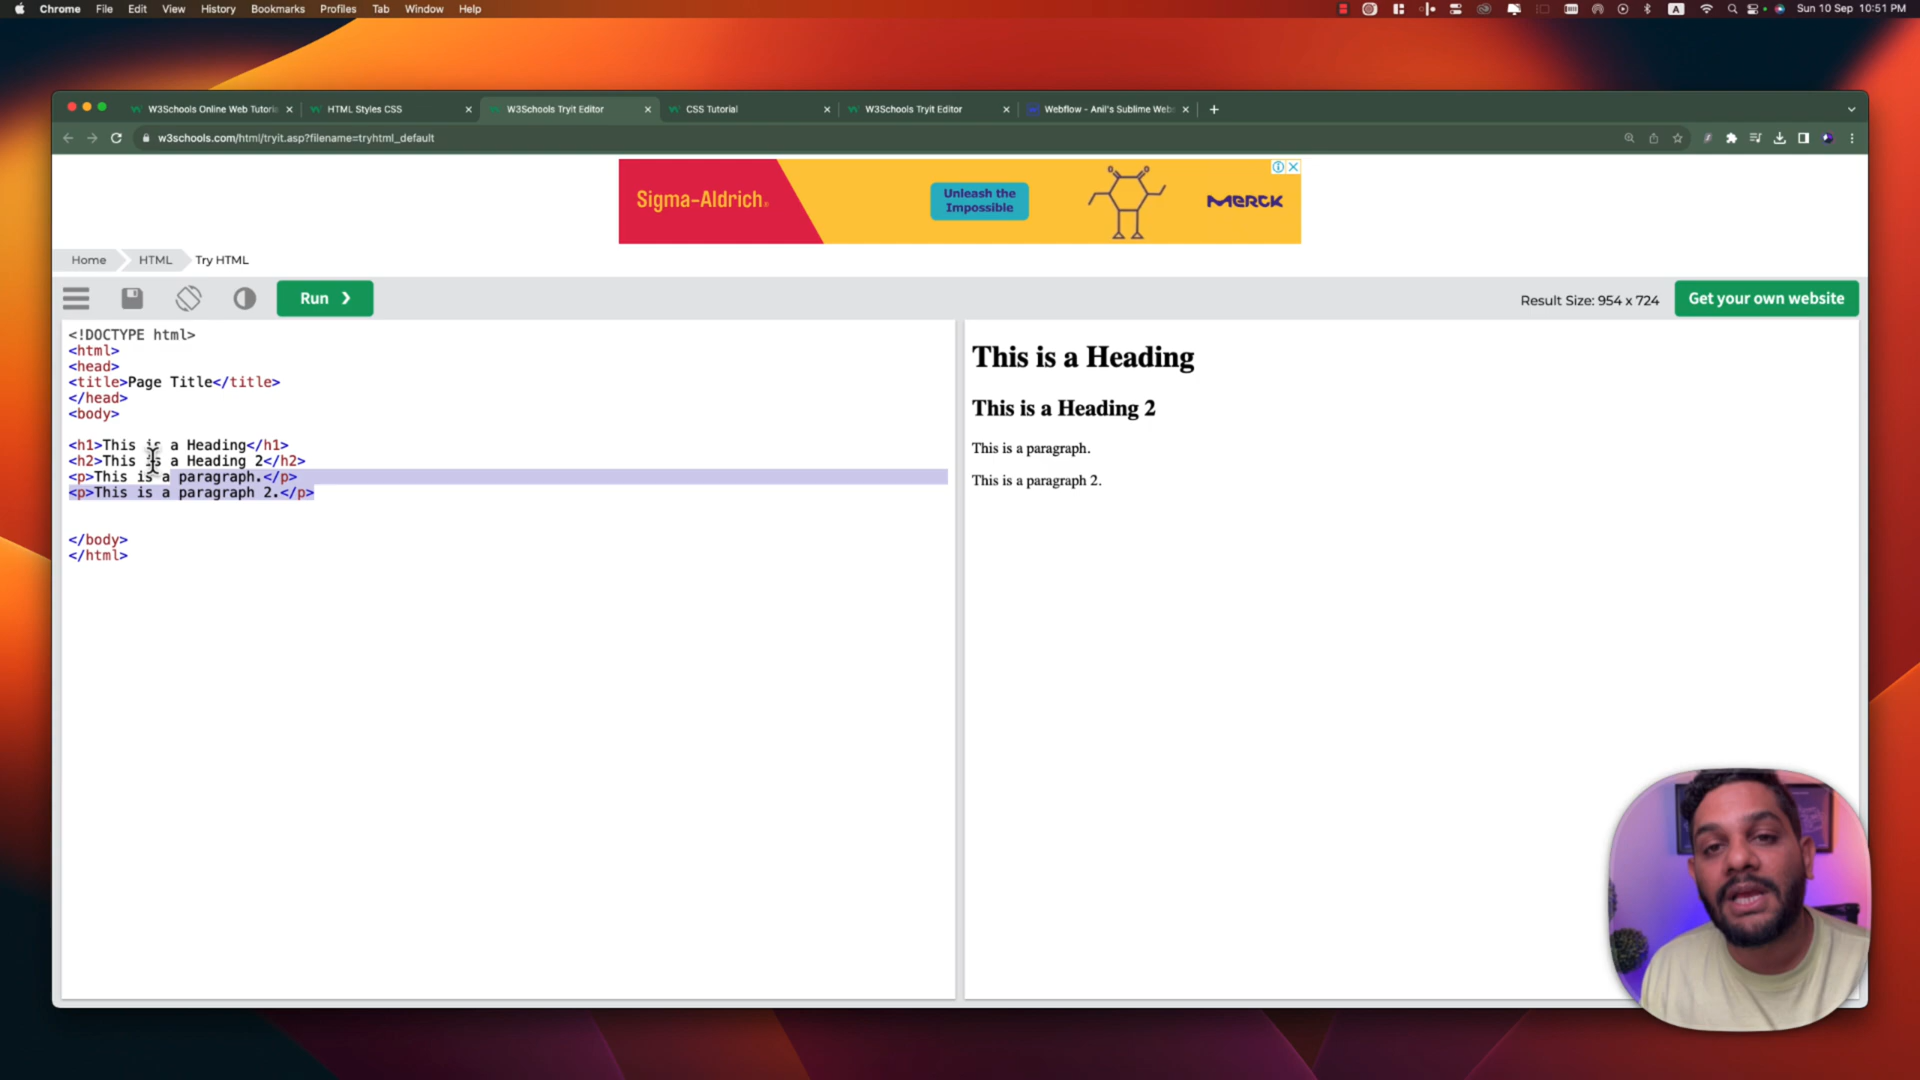 Chrome File Edit View History Bookmarks Profiles Tab Window Help
A Sun 10 Sep 10:51 PM
W3Schools Online Web Tutoria HTML Styles CSS W3Schools Tryit Editor CSS Tutorial W3Schools Tryit Editor Webflow - Anil's Sublime Web
w3schools.com/html/tryit.asp?filename=tryhtml_default
Sigma-Aldrich®
Unleash the
Impossible
MERCK
Home HTML Try HTML
Run ❯
Result Size: 954 x 724
Get your own website
<!DOCTYPE html>
<html>
<head>
<title>Page Title</title>
</head>
<body>
<h1>This is a Heading</h1>
<h2>This is a Heading 2</h2>
<p>This is a paragraph.</p>
<p>This is a paragraph 2.</p>
</body>
</html>
This is a Heading
This is a Heading 2
This is a paragraph.
This is a paragraph 2.